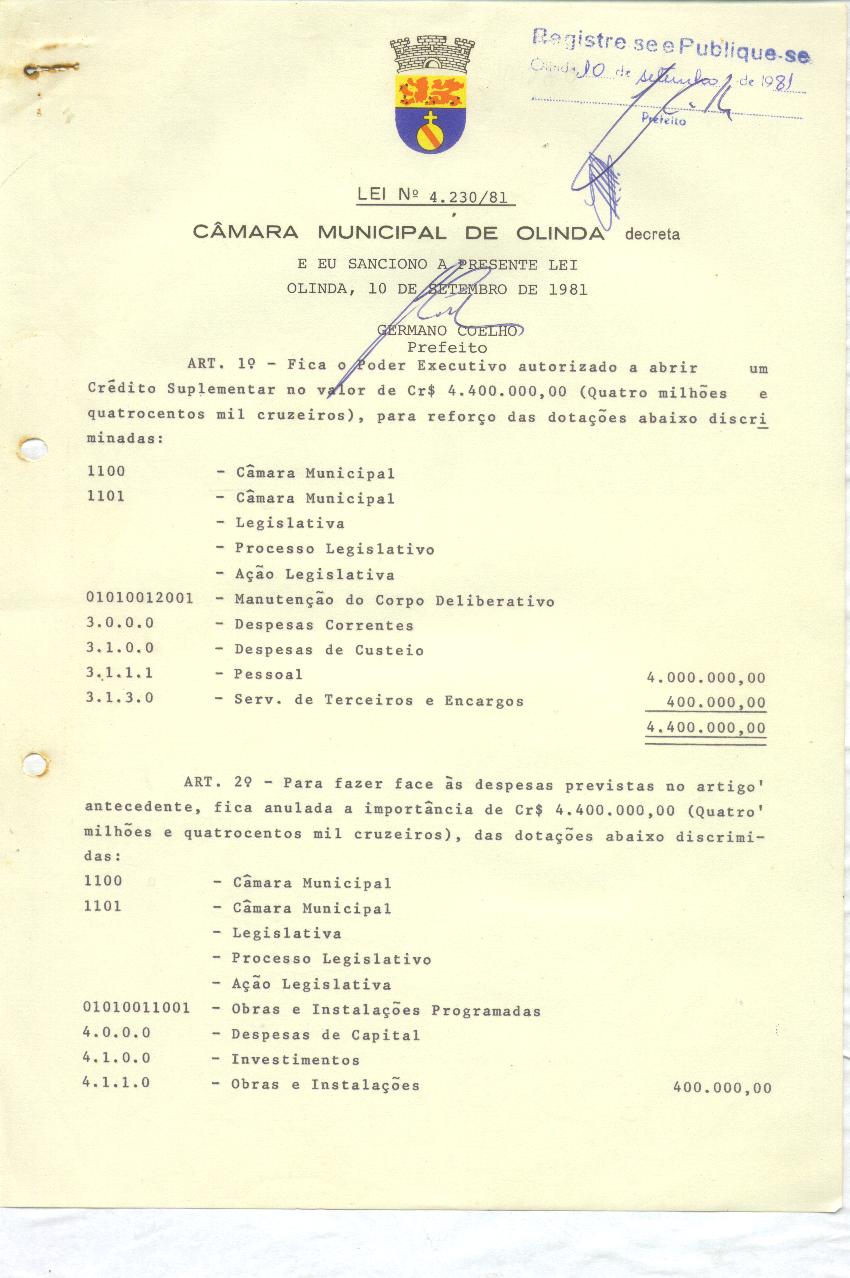 Registre se e Publique-se
Olinda, 10 de setembro de 1981
Prefeito
LEI Nº 4.230/81
CÂMARA MUNICIPAL DE OLINDA decreta
E EU SANCIONO A PRESENTE LEI
OLINDA, 10 DE SETEMBRO DE 1981
GERMANO COELHO
Prefeito
ART. 1º - Fica o Poder Executivo autorizado a abrir um
Crédito Suplementar no valor de Cr$ 4.400.000,00 (Quatro milhões e
quatrocentos mil cruzeiros), para reforço das dotações abaixo discri
minadas:
1100 - Câmara Municipal
1101 - Câmara Municipal
- Legislativa
- Processo Legislativo
- Ação Legislativa
01010012001 - Manutenção do Corpo Deliberativo
3.0.0.0 - Despesas Correntes
3.1.0.0 - Despesas de Custeio
3.1.1.1 - Pessoal 4.000.000,00
3.1.3.0 - Serv. de Terceiros e Encargos 400.000,00
4.400.000,00
ART. 2º - Para fazer face às despesas previstas no artigo'
antecedente, fica anulada a importância de Cr$ 4.400.000,00 (Quatro'
milhões e quatrocentos mil cruzeiros), das dotações abaixo discrimi-
das:
1100 - Câmara Municipal
1101 - Câmara Municipal
- Legislativa
- Processo Legislativo
- Ação Legislativa
01010011001 - Obras e Instalações Programadas
4.0.0.0 - Despesas de Capital
4.1.0.0 - Investimentos
4.1.1.0 - Obras e Instalações 400.000,00